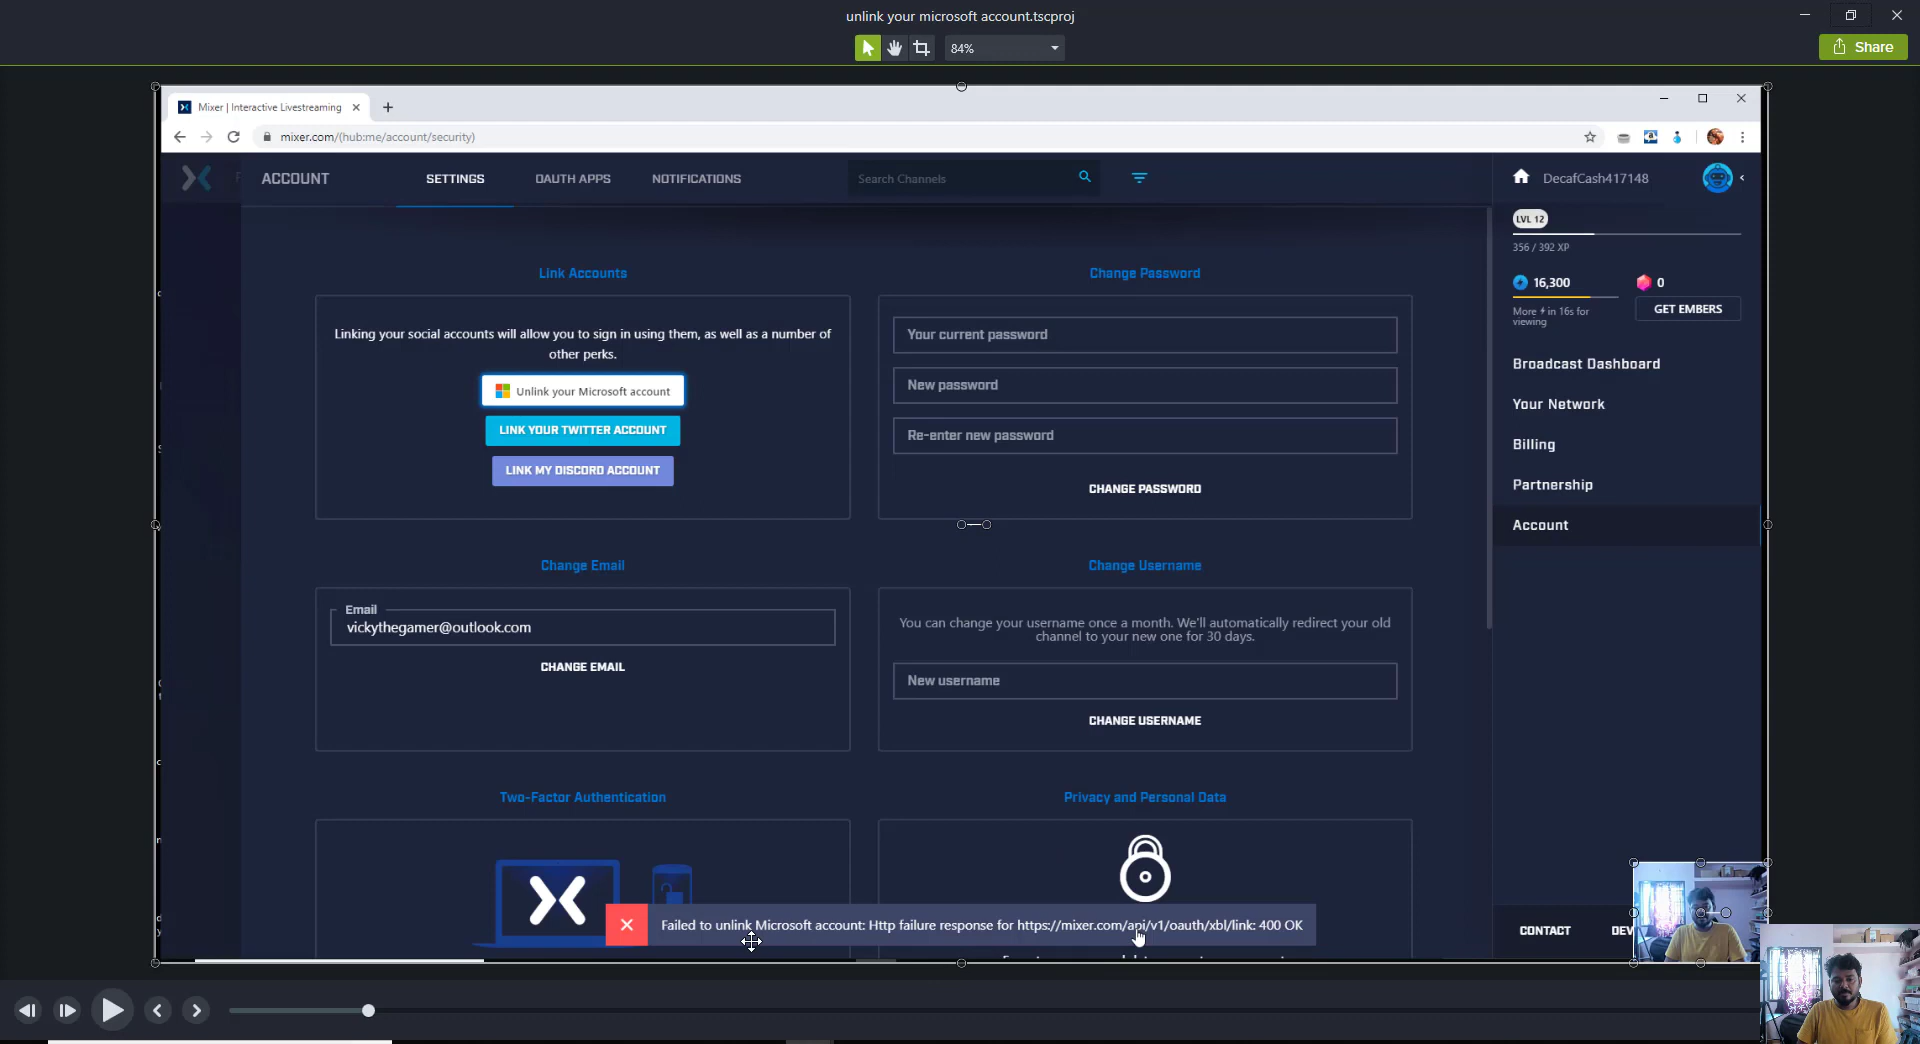 unlink your microsoft account.tscproj
84%
Share
Mixer | Interactive Livestreaming
mixer.com/(hub:me/account/security)
ACCOUNT
SETTINGS
OAUTH APPS
NOTIFICATIONS
Search Channels
DecafCash417148
LVL 12
356 / 392 XP
16,300
0
More in 16s for
viewing
GET EMBERS
Broadcast Dashboard
Your Network
Billing
Partnership
Account
Link Accounts
Linking your social accounts will allow you to sign in using them, as well as a number of
other perks.
Unlink your Microsoft account
LINK YOUR TWITTER ACCOUNT
LINK MY DISCORD ACCOUNT
Change Password
Your current password
New password
Re-enter new password
CHANGE PASSWORD
Change Email
Email
vickythegamer@outlook.com
CHANGE EMAIL
Change Username
You can change your username once a month. We'll automatically redirect your old
channel to your new one for 30 days.
New username
CHANGE USERNAME
Two-Factor Authentication
Privacy and Personal Data
Failed to unlink Microsoft account: Http failure response for https://mixer.com/api/v1/oauth/xbl/link: 400 OK
CONTACT
DEV